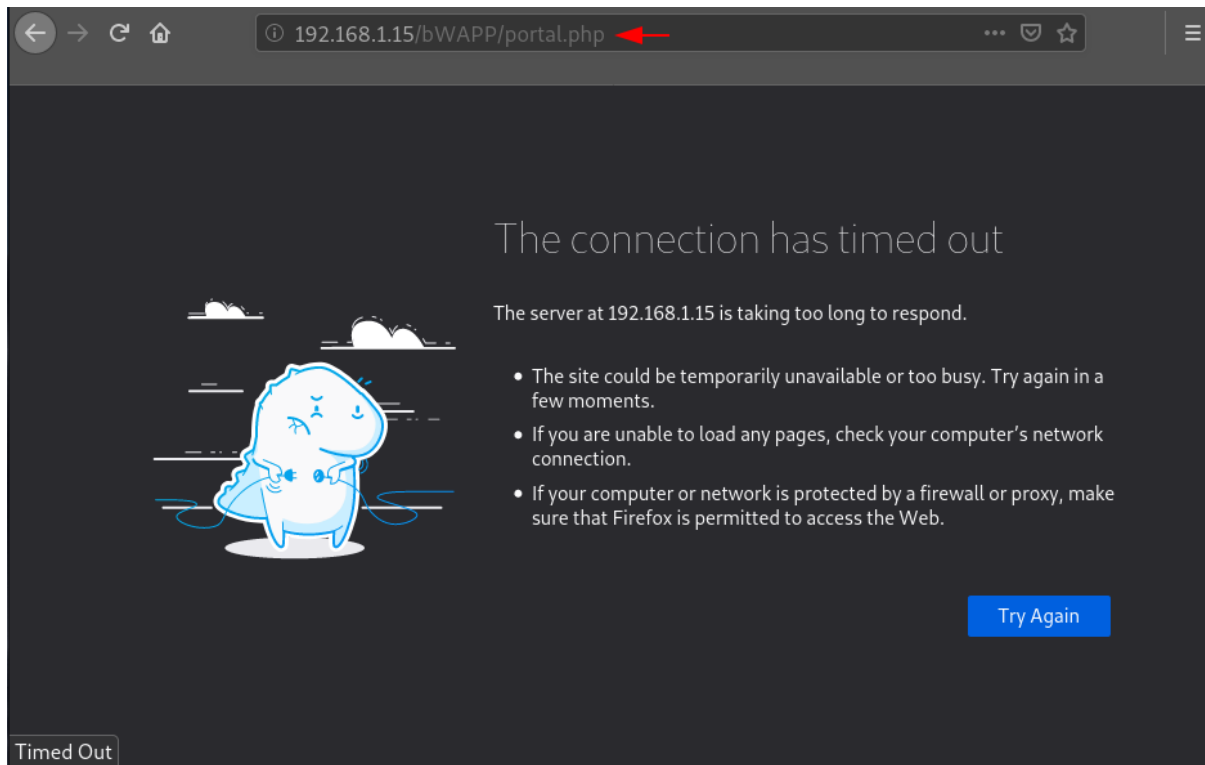 192.168.1.15/bWAPP/portal.php
The connection has timed out
The server at 192.168.1.15 is taking too long to respond.
The site could be temporarily unavailable or too busy. Try again in a
few moments.
If you are unable to load any pages, check your computer’s network
connection.
If your computer or network is protected by a firewall or proxy, make
sure that Firefox is permitted to access the Web.
Try Again
Timed Out